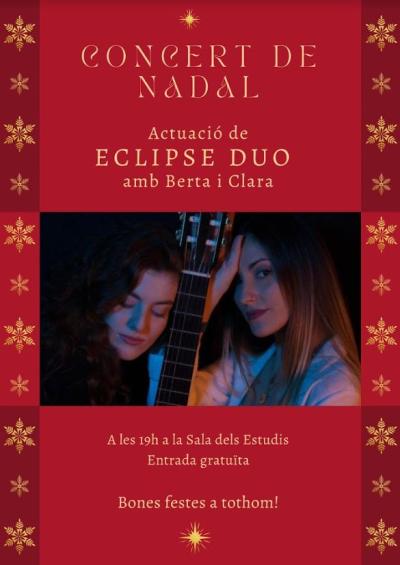 CONCERT DE
NADAL
Actuació de
ECLIPSE DUO
amb Berta i Clara
A les 19h a la Sala dels Estudis
Entrada gratuïta
Bones festes a tothom!